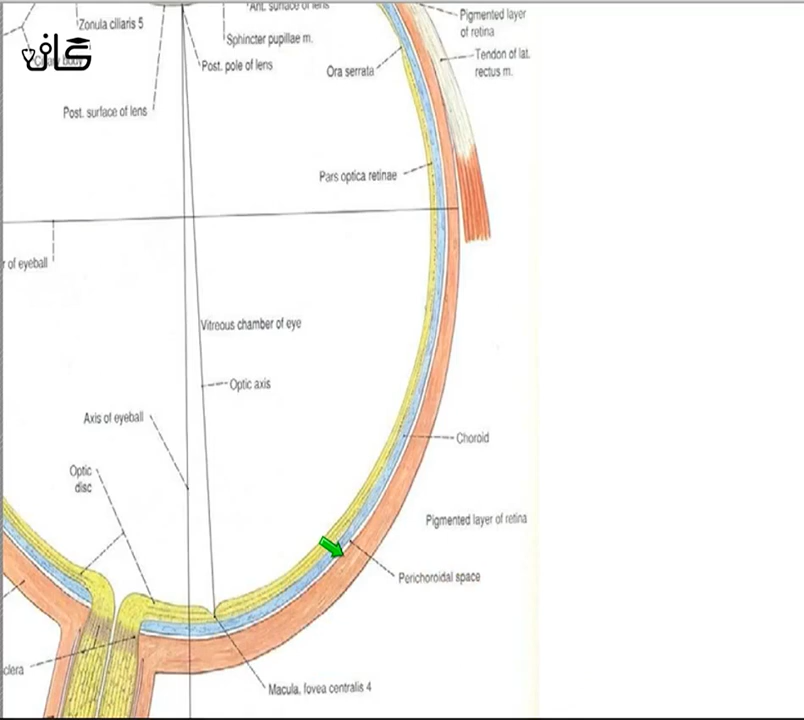 Ant. surface of lens
Zonula ciliaris 5
Sphincter pupillae m.
Post. pole of lens
Post. surface of lens
Pigmented layer
of retina
Tendon of lat.
rectus m.
Ora serrata
Pars optica retinae
r of eyeball
Vitreous chamber of eye
Optic axis
Axis of eyeball
Optic
disc
Choroid
Pigmented layer of retina
Perichoroidal space
clera
Macula, fovea centralis 4